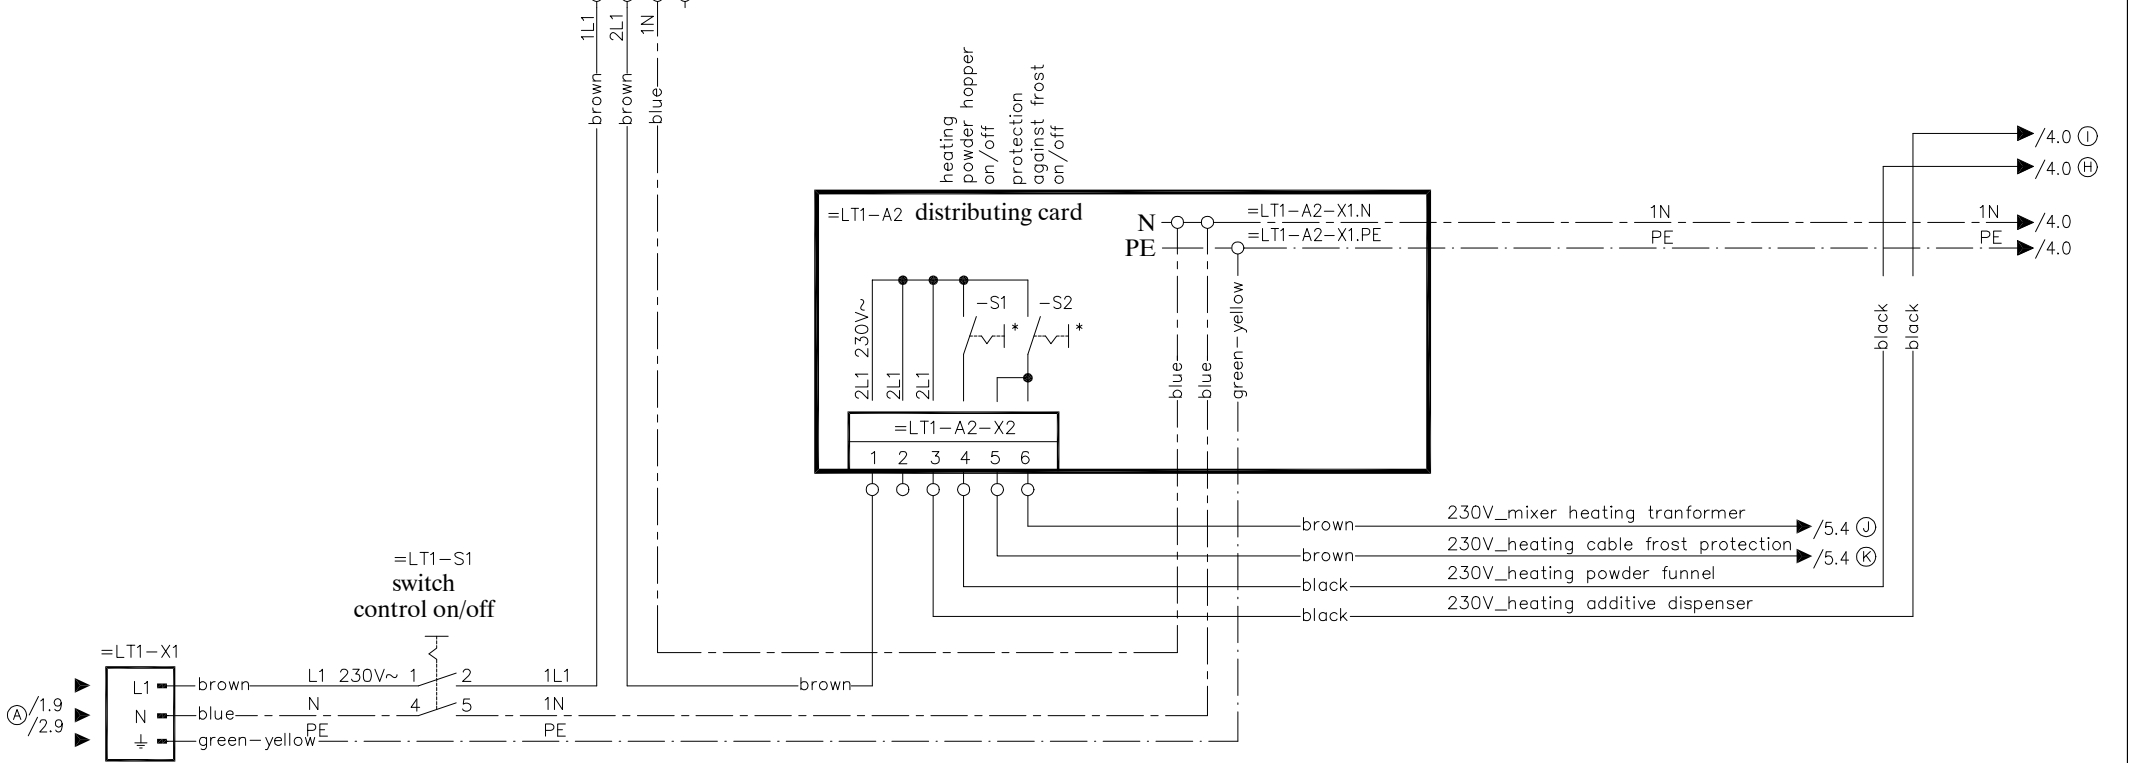 1L1
2L1
1N
brown
brown
blue
heating
powder hopper
on/off
protection
against frost
on/off
/4.0 I
/4.0 H
=LT1-A2 distributing card
N
=LT1-A2-X1.N
1N
1N
/4.0
PE
=LT1-A2-X1.PE
PE
PE
/4.0
-S1
-S2
*
*
2L1 230V~
2L1
2L1
blue
blue
green-yellow
black
black
=LT1-A2-X2
1 2 3 4 5 6
brown
230V_mixer heating tranformer
/5.4 J
brown
230V_heating cable frost protection
/5.4 K
black
230V_heating powder funnel
black
230V_heating additive dispenser
=LT1-S1
switch
control on/off
=LT1-X1
A /1.9
/2.9
L1 brown L1 230V~ 1 2 1L1
brown
N blue N 4 5 1N
green-yellow PE PE